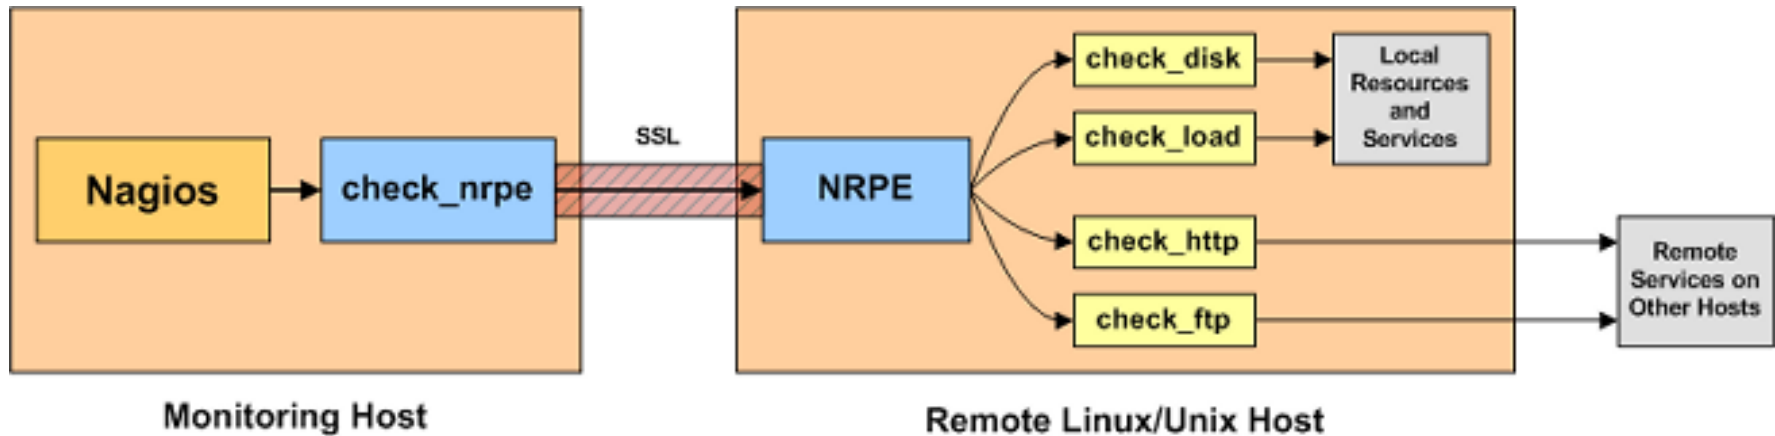 Nagios
check_nrpe
SSL
NRPE
check_disk
check_load
check_http
check_ftp
Local
Resources
and
Services
Remote
Services on
Other Hosts
Monitoring Host
Remote Linux/Unix Host